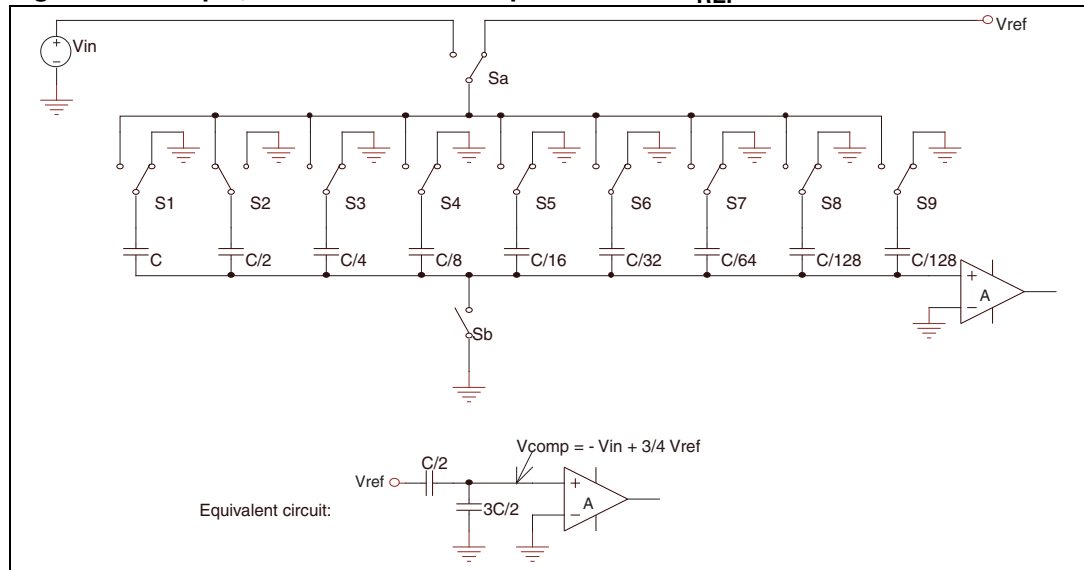 REF
Vref
+
Vin
−
Sa
S1 S2 S3 S4 S5 S6 S7 S8 S9
C C/2 C/4 C/8 C/16 C/32 C/64 C/128 C/128
+
A
−
Sb
Vcomp = - Vin + 3/4 Vref
C/2
Vref
+
A
−
3C/2
Equivalent circuit: